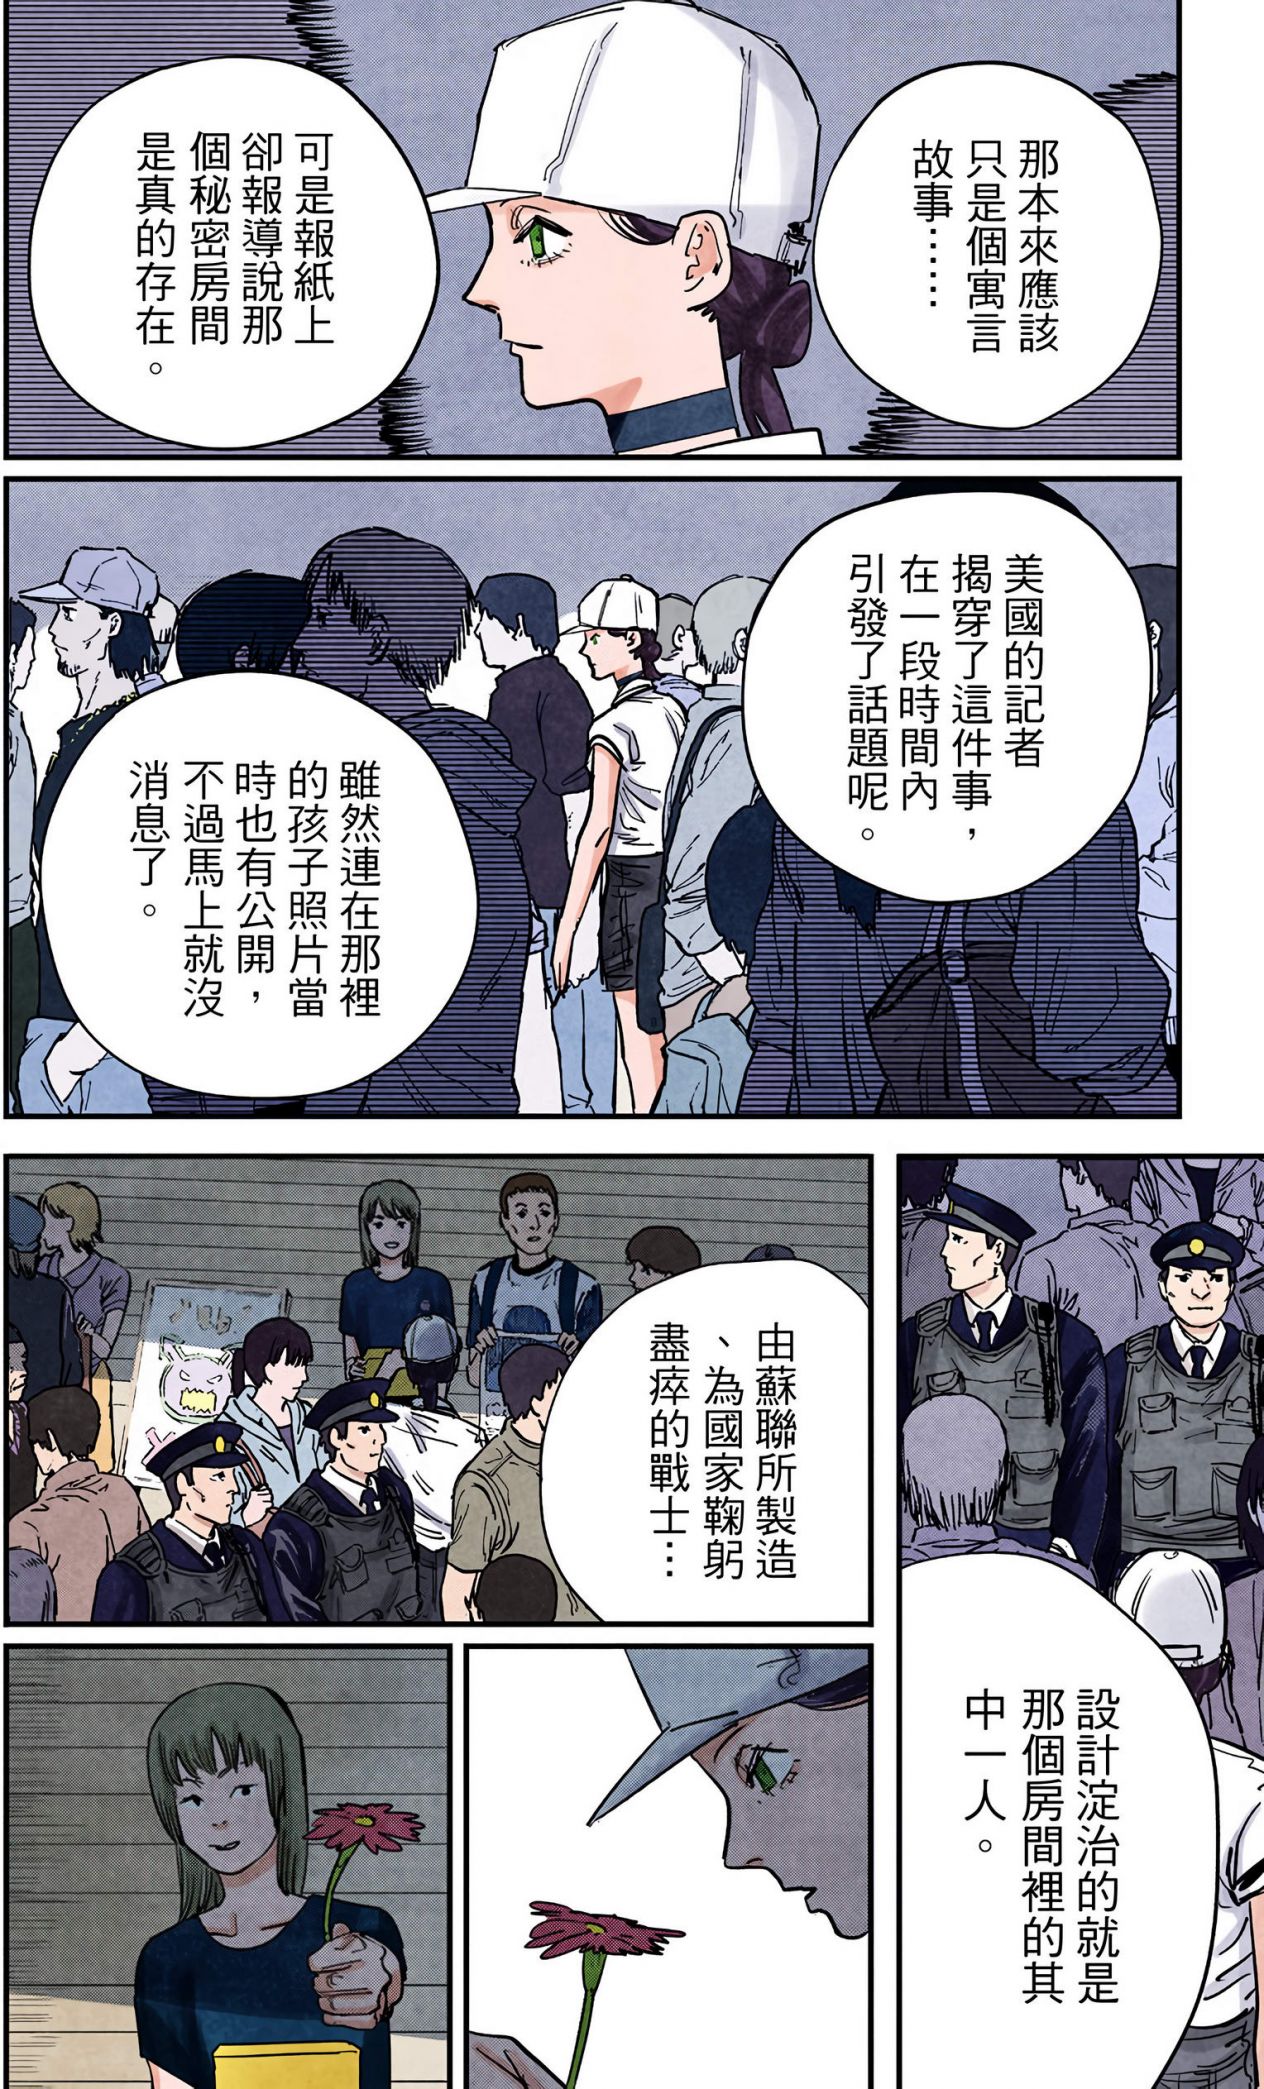 那本來應該
只是個寓言
故事⋯⋯
可是報紙上
卻報導說那
個秘密房間
是真的存在。
美國的記者
揭穿了這件事，
在一段時間內
引發了話題呢。
雖然連在那裡
的孩子照片當
時也有公開，
不過馬上就沒
消息了。
設計淀治的就是
那個房間裡的其
中一人。
由蘇聯所製造
、為國家鞠躬
盡瘁的戰士⋯